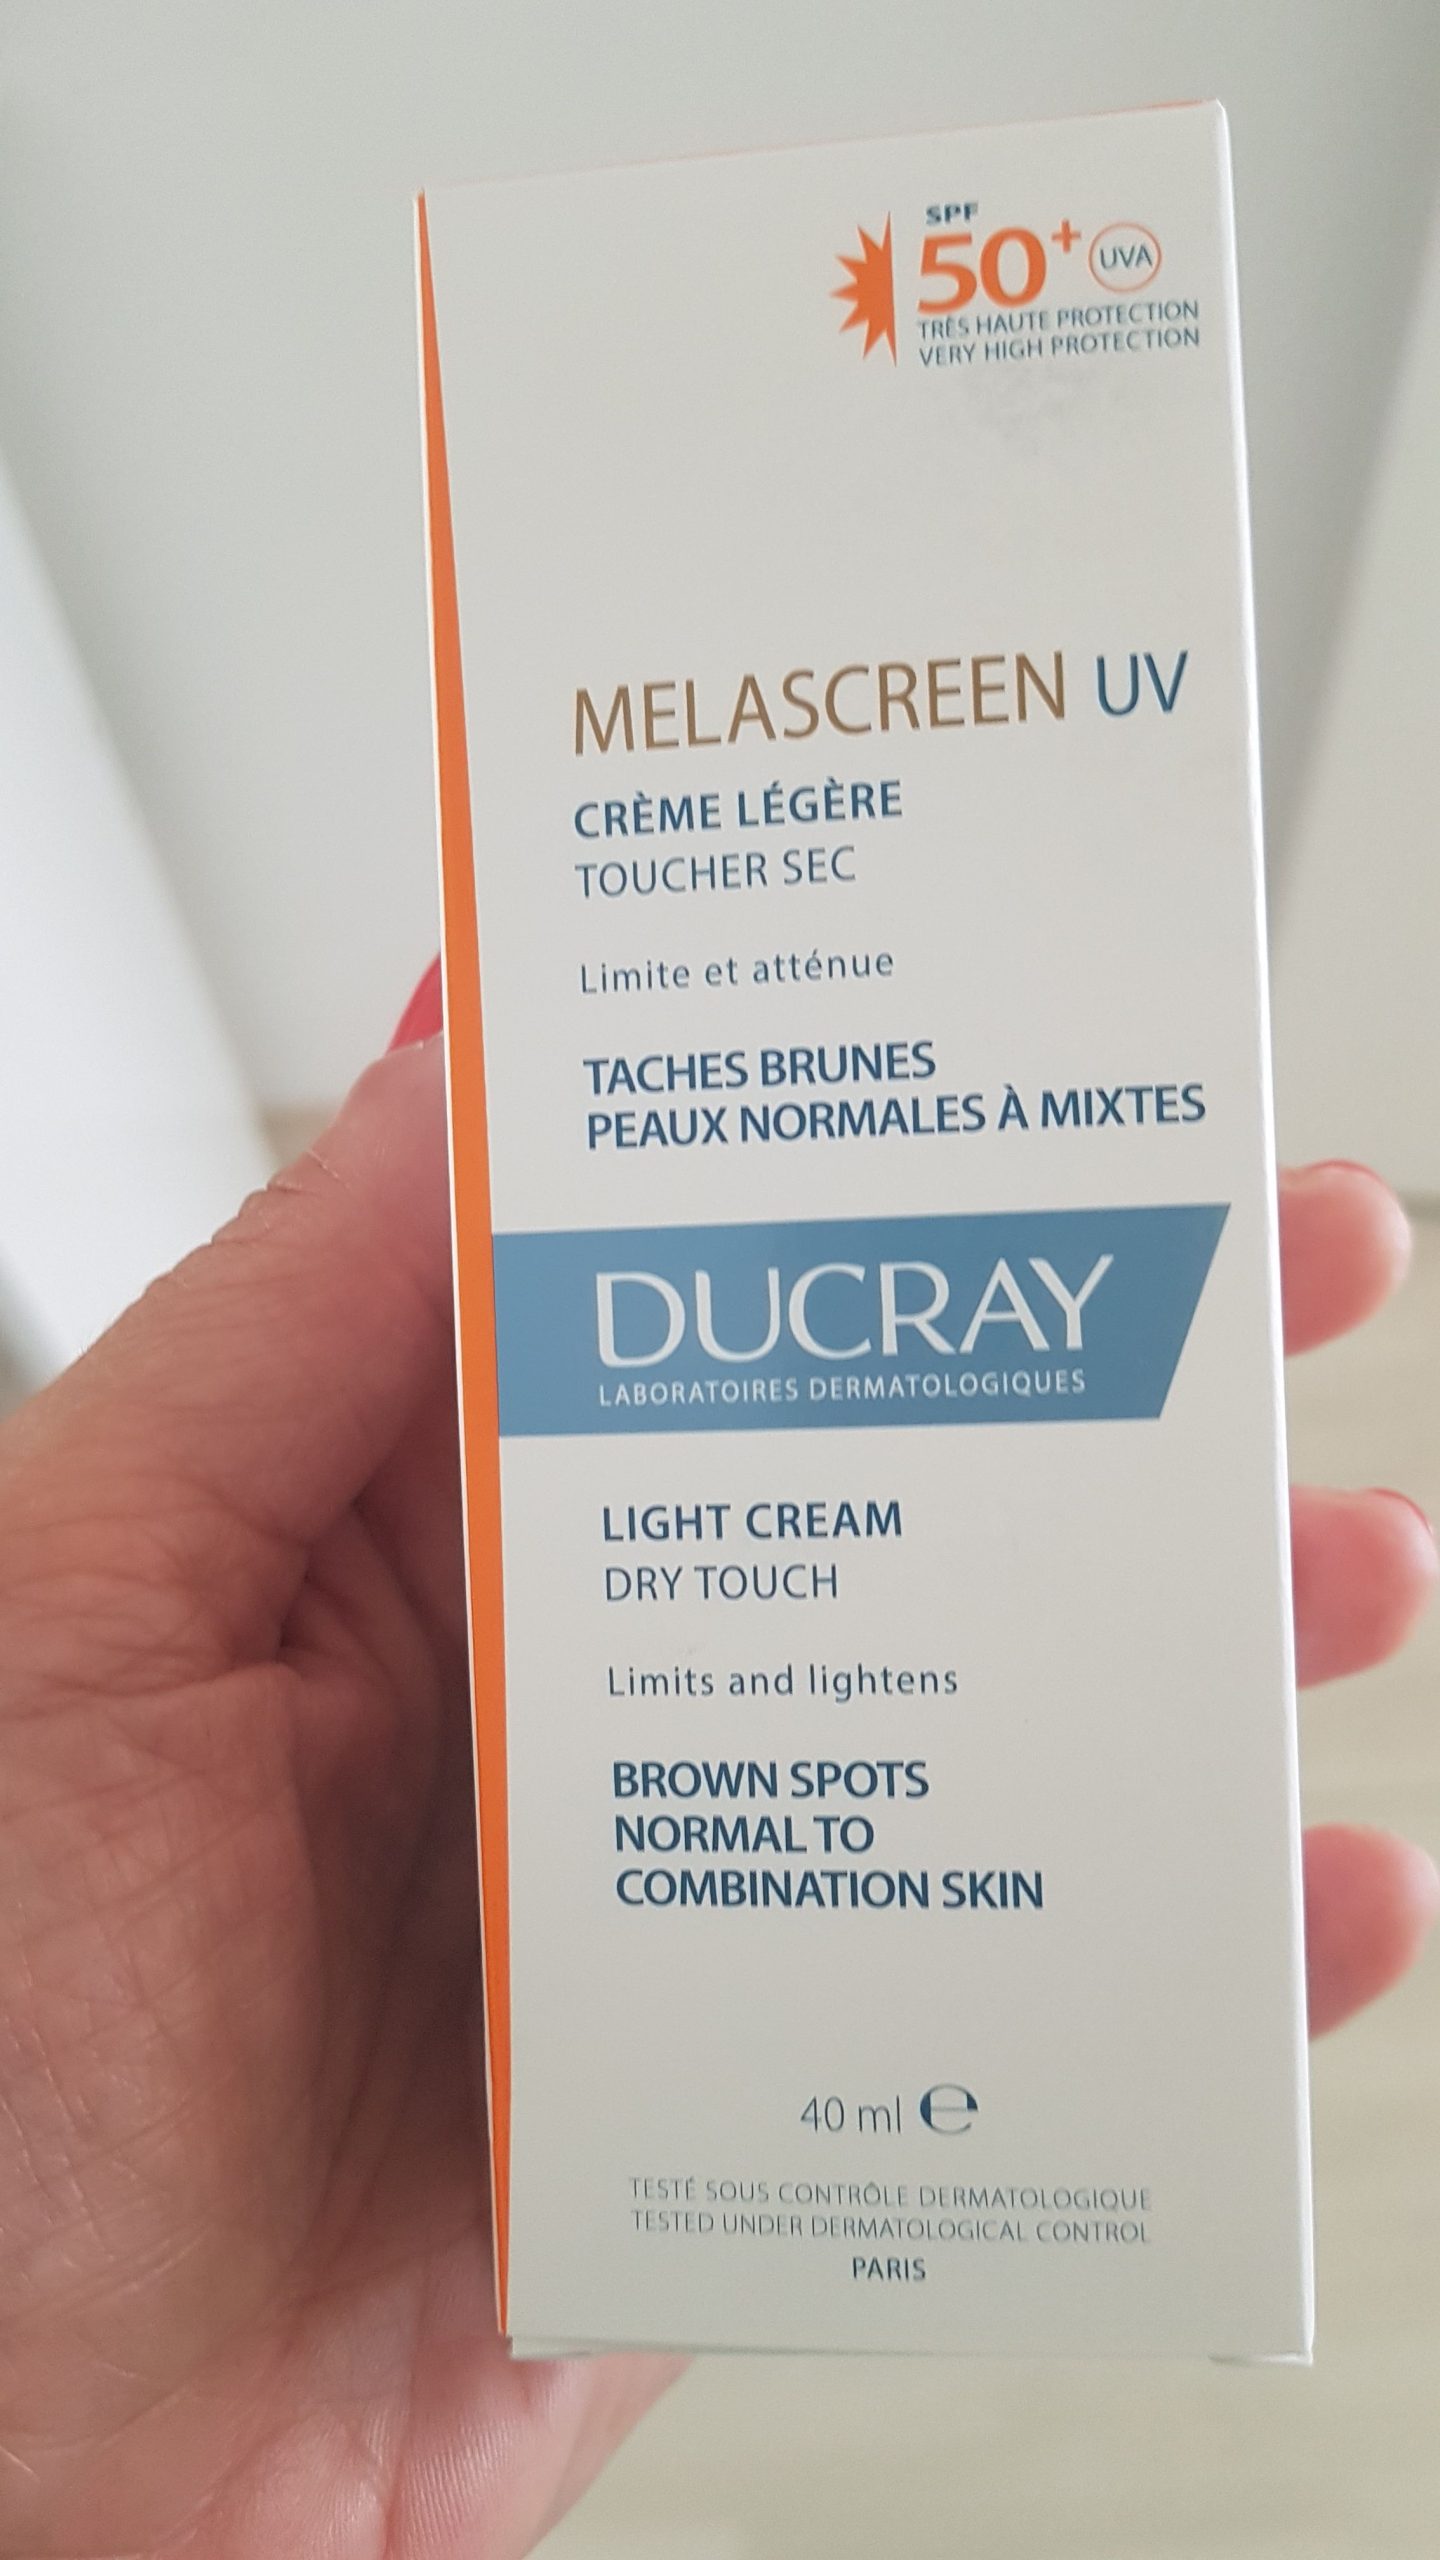 SPF
50+ UVA
TRÈS HAUTE PROTECTION
VERY HIGH PROTECTION
MELASCREEN UV
CRÈME LÉGÈRE
TOUCHER SEC
Limite et atténue
TACHES BRUNES
PEAUX NORMALES À MIXTES
DUCRAY
LABORATOIRES DERMATOLOGIQUES
LIGHT CREAM
DRY TOUCH
Limits and lightens
BROWN SPOTS
NORMAL TO
COMBINATION SKIN
40 ml ℮
TESTÉ SOUS CONTRÔLE DERMATOLOGIQUE
TESTED UNDER DERMATOLOGICAL CONTROL
PARIS